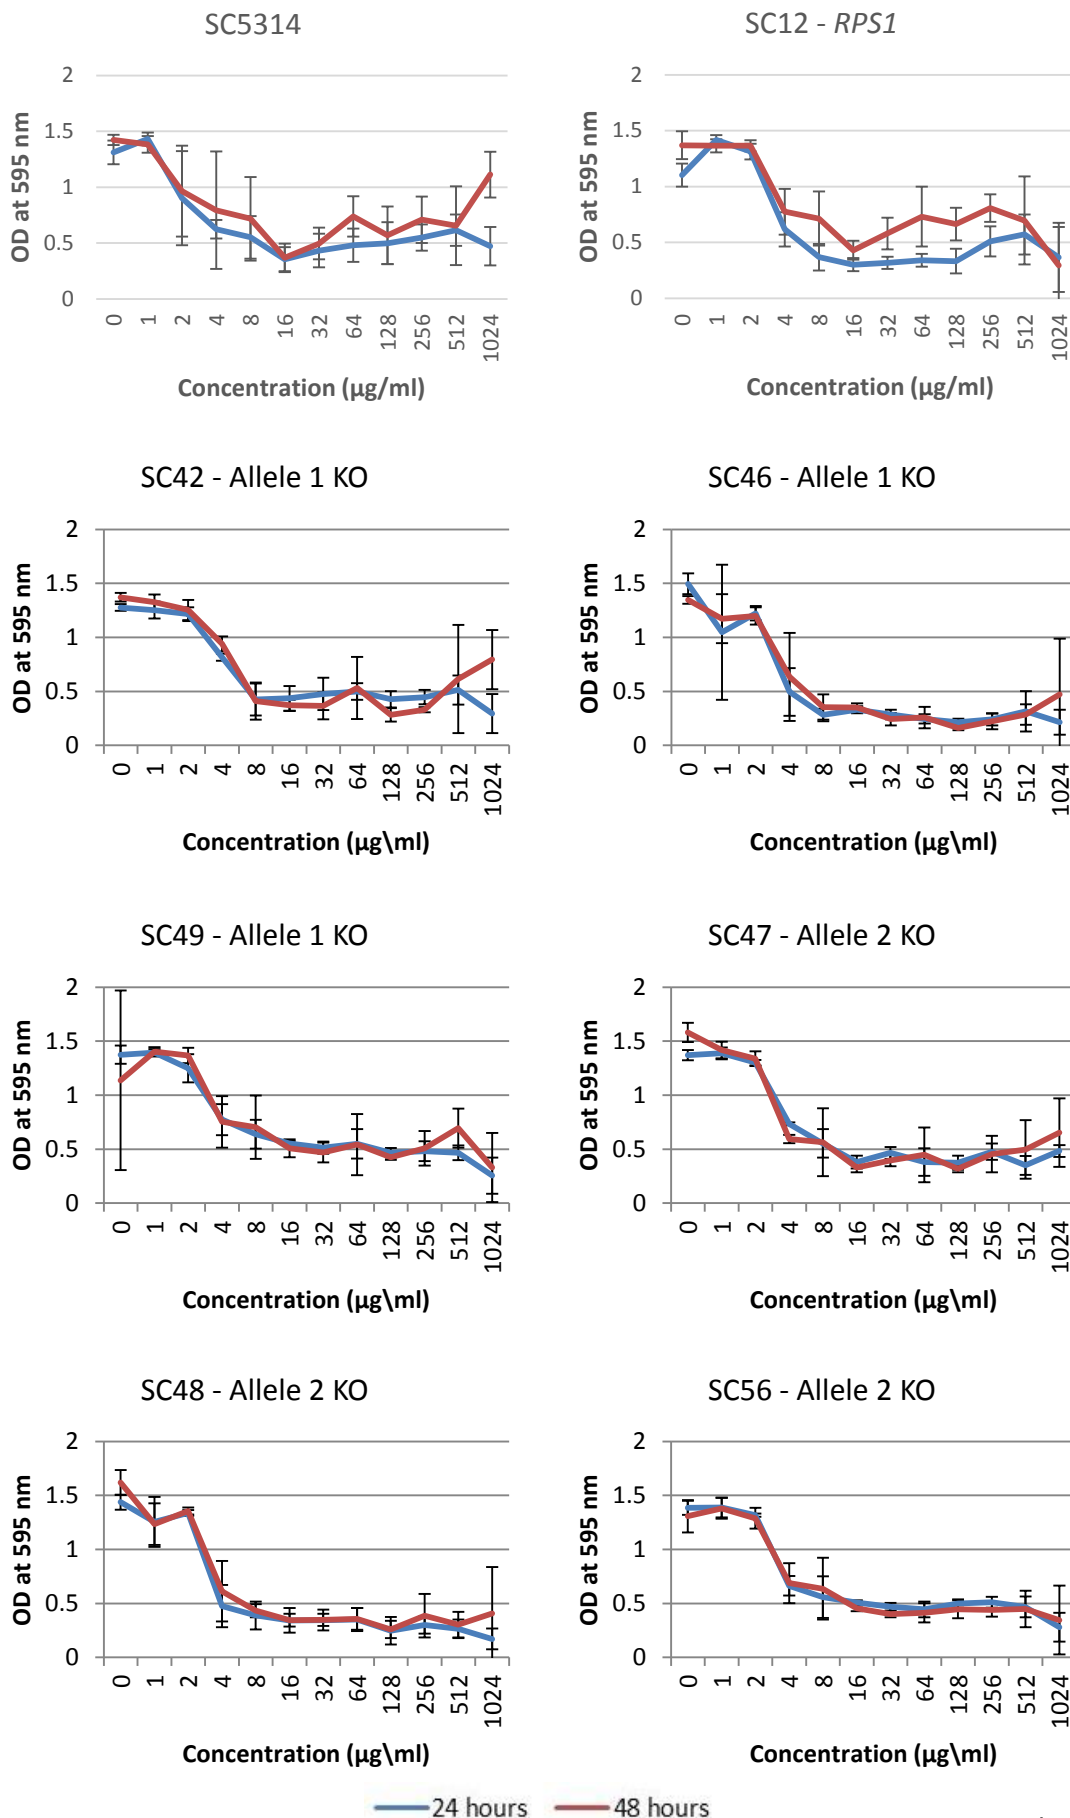 SC5314
2
1.5
1
0.5
0
OD at 595 nm
0 1 2 4 8 16 32 64 128 256 512 1024
Concentration (µg/ml)
SC12 - RPS1
2
1.5
1
0.5
0
OD at 595 nm
0 1 2 4 8 16 32 64 128 256 512 1024
Concentration (µg/ml)
SC42 - Allele 1 KO
2
1.5
1
0.5
0
OD at 595 nm
0 1 2 4 8 16 32 64 128 256 512 1024
Concentration (µg\ml)
SC46 - Allele 1 KO
2
1.5
1
0.5
0
OD at 595 nm
0 1 2 4 8 16 32 64 128 256 512 1024
Concentration (µg\ml)
SC49 - Allele 1 KO
2
1.5
1
0.5
0
OD at 595 nm
0 1 2 4 8 16 32 64 128 256 512 1024
Concentration (µg\ml)
SC47 - Allele 2 KO
2
1.5
1
0.5
0
OD at 595 nm
0 1 2 4 8 16 32 64 128 256 512 1024
Concentration (µg\ml)
SC48 - Allele 2 KO
2
1.5
1
0.5
0
OD at 595 nm
0 1 2 4 8 16 32 64 128 256 512 1024
Concentration (µg\ml)
SC56 - Allele 2 KO
2
1.5
1
0.5
0
OD at 595 nm
0 1 2 4 8 16 32 64 128 256 512 1024
Concentration (µg\ml)
24 hours 48 hours